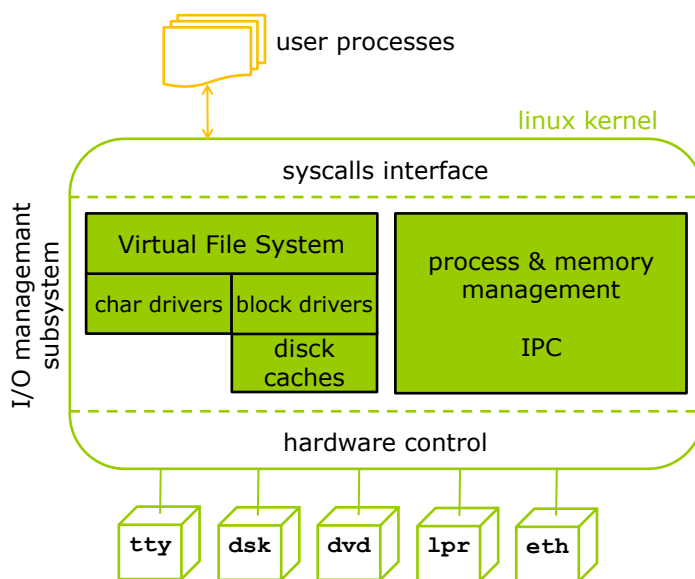 user processes
linux kernel
syscalls interface
I/O managemant
subsystem
Virtual File System
char drivers
block drivers
disck
caches
process & memory
management
IPC
hardware control
tty
dsk
dvd
lpr
eth